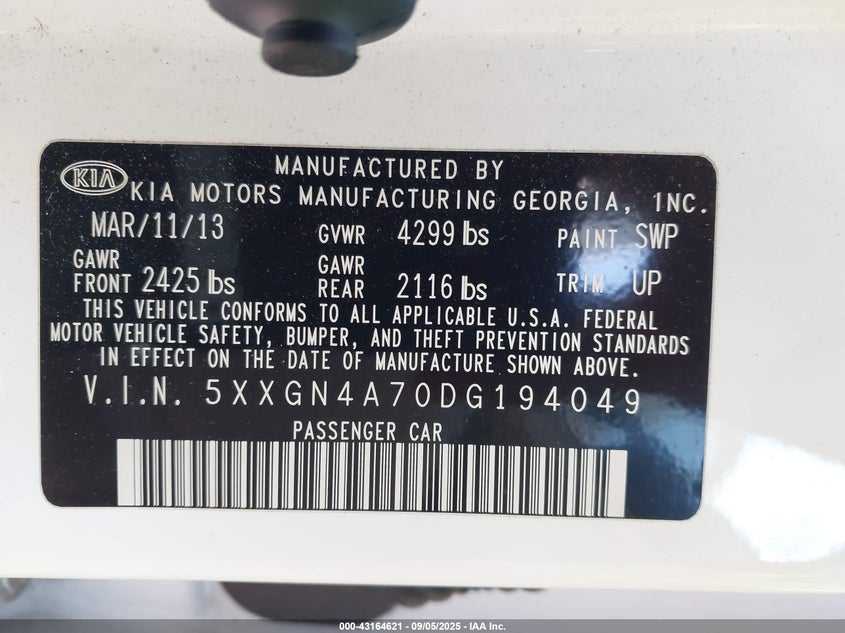 MANUFACTURED BY
KIA KIA MOTORS MANUFACTURING GEORGIA, INC.
MAR/11/13 GVWR 4299 lbs PAINT SWP
GAWR FRONT 2425 lbs GAWR REAR 2116 lbs TRIM UP
THIS VEHICLE CONFORMS TO ALL APPLICABLE U.S.A. FEDERAL
MOTOR VEHICLE SAFETY, BUMPER, AND THEFT PREVENTION STANDARDS
IN EFFECT ON THE DATE OF MANUFACTURE SHOWN ABOVE.
V.I.N. 5XXGN4A70DG194049
PASSENGER CAR
000-43164621 - 09/05/2025 - IAA Inc.